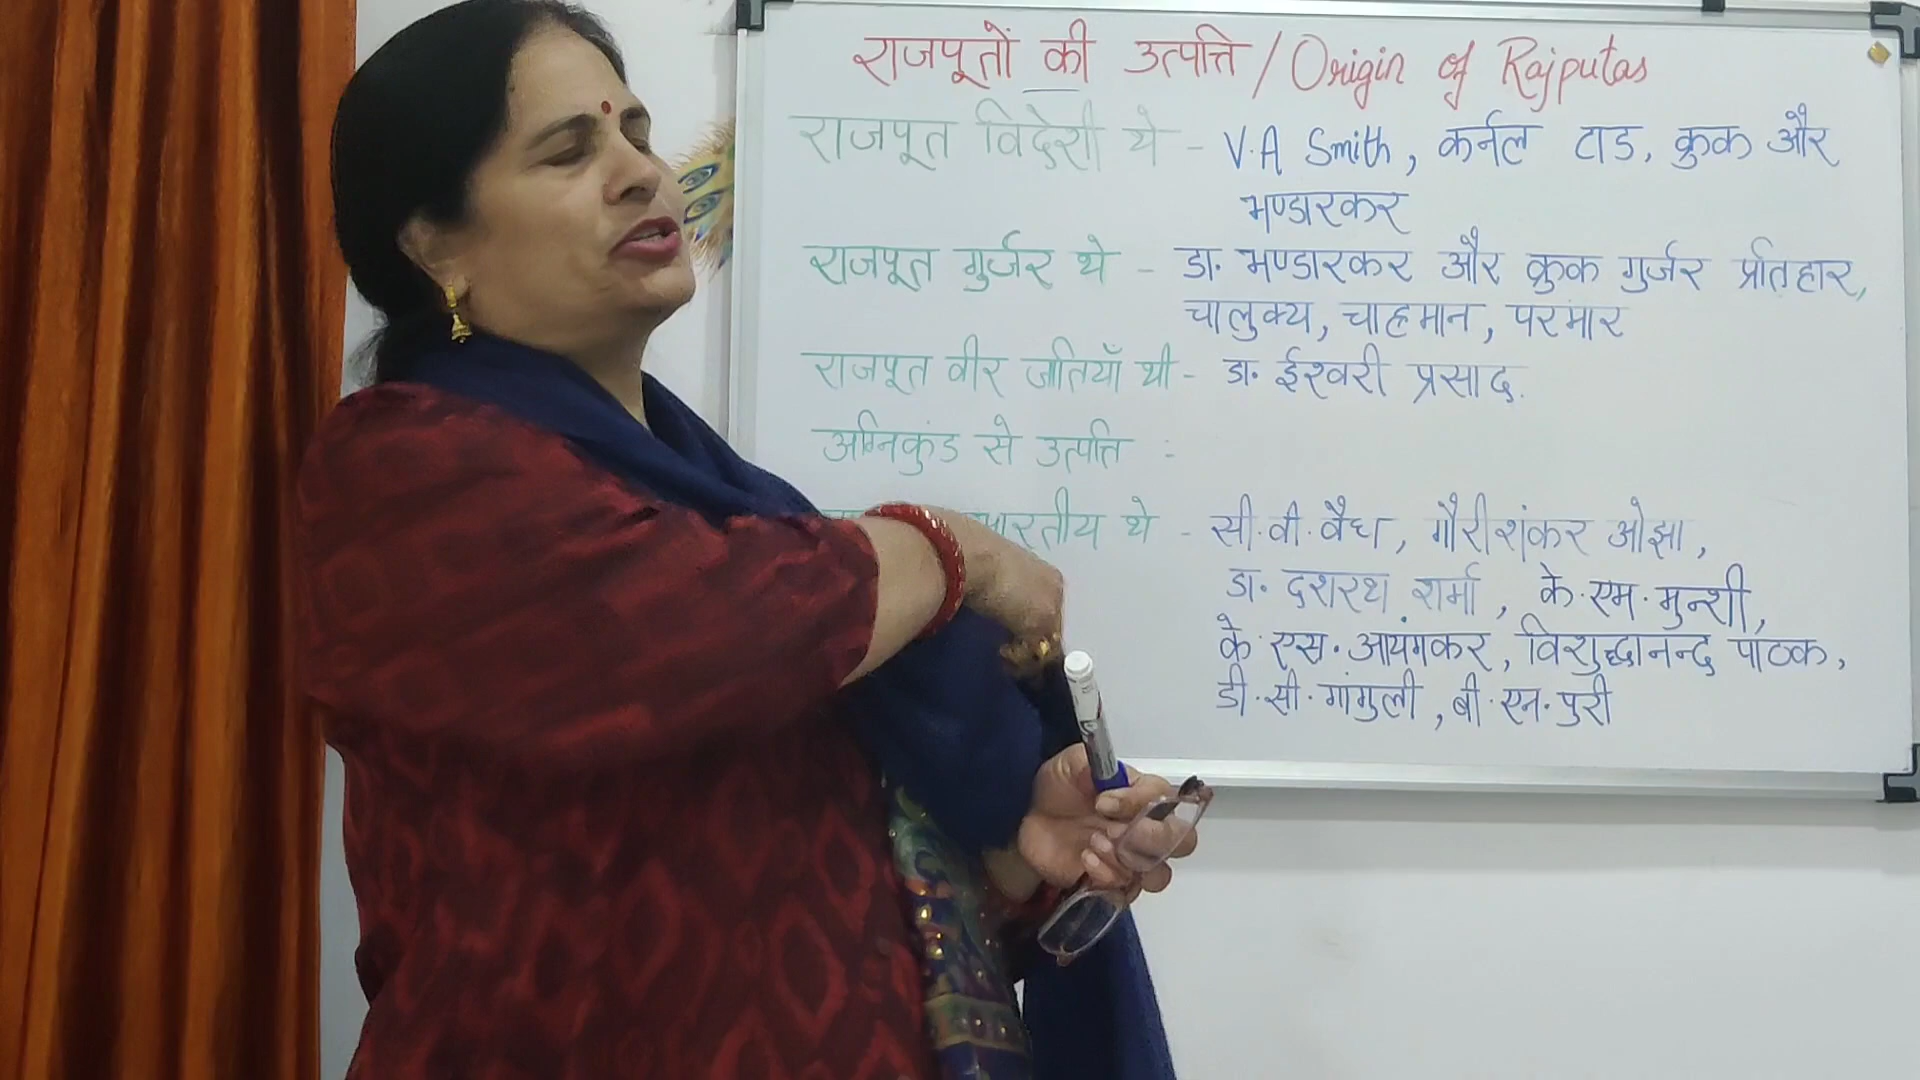 राजपूतों की उत्पत्ति / Origin of Rajputas
राजपूत विदेशी थे - V.A Smith, कर्नल टाड, क्रुक और
भण्डारकर
राजपूत गुर्जर थे - डा. भण्डारकर और क्रुक गुर्जर प्रतिहार,
चालुक्य, चाहमान, परमार
राजपूत वीर जातियाँ थी - डा. ईश्वरी प्रसाद.
अग्निकुंड से उत्पत्ति :
भारतीय थे - सी.वी.वैध, गौरीशंकर ओझा,
डा. दशरथ शर्मा, के.एम.मुन्शी,
के.एस.आयंगकर, विशुद्धानन्द पाठक,
डी.सी.गांगुली, बी.एन.पुरी